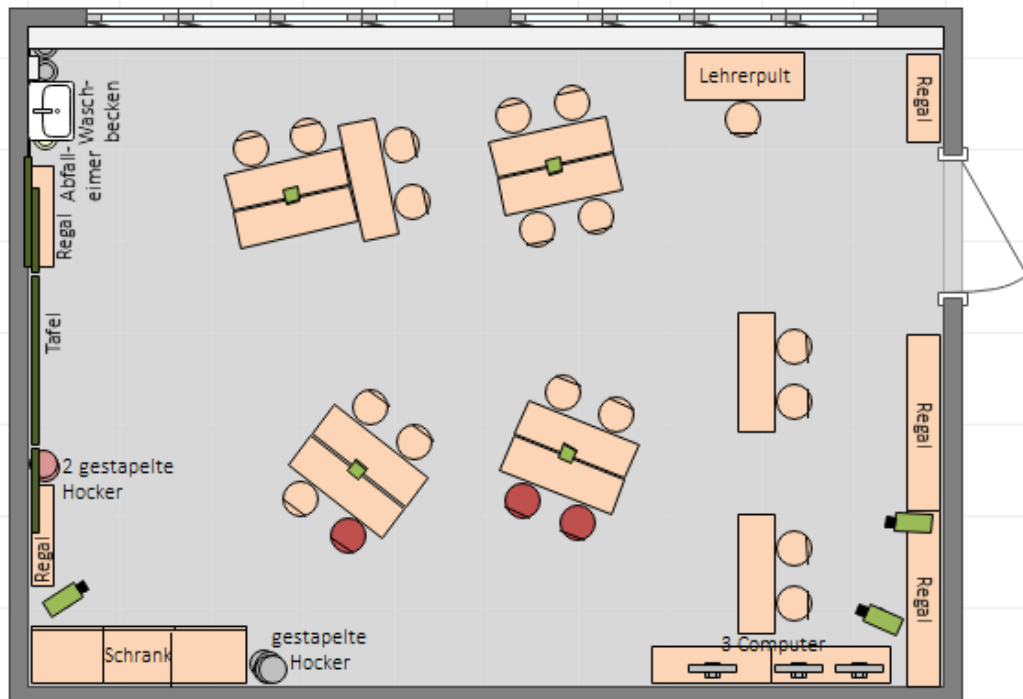 Lehrerpult
Regal
Wasch-
becken
Abfall-
eimer
Regal
Tafel
2 gestapelte
Hocker
Regal
Regal
Regal
Schrank
gestapelte
Hocker
3 Computer